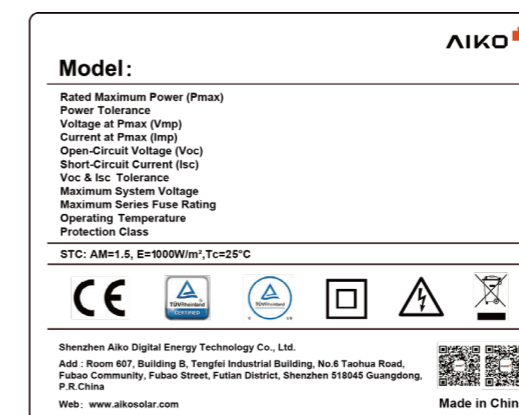 AIKO
Model:
Rated Maximum Power (Pmax)
Power Tolerance
Voltage at Pmax (Vmp)
Current at Pmax (Imp)
Open-Circuit Voltage (Voc)
Short-Circuit Current (Isc)
Voc & Isc Tolerance
Maximum System Voltage
Maximum Series Fuse Rating
Operating Temperature
Protection Class
STC: AM=1.5, E=1000W/m²,Tc=25°C
CE
TÜVRheinland
CERTIFIED
TÜVRheinland
Shenzhen Aiko Digital Energy Technology Co., Ltd.
Add : Room 607, Building B, Tengfei Industrial Building, No.6 Taohua Road,
Fubao Community, Fubao Street, Futian District, Shenzhen 518045 Guangdong,
P.R.China
Web: www.aikosolar.com
Made in Chin